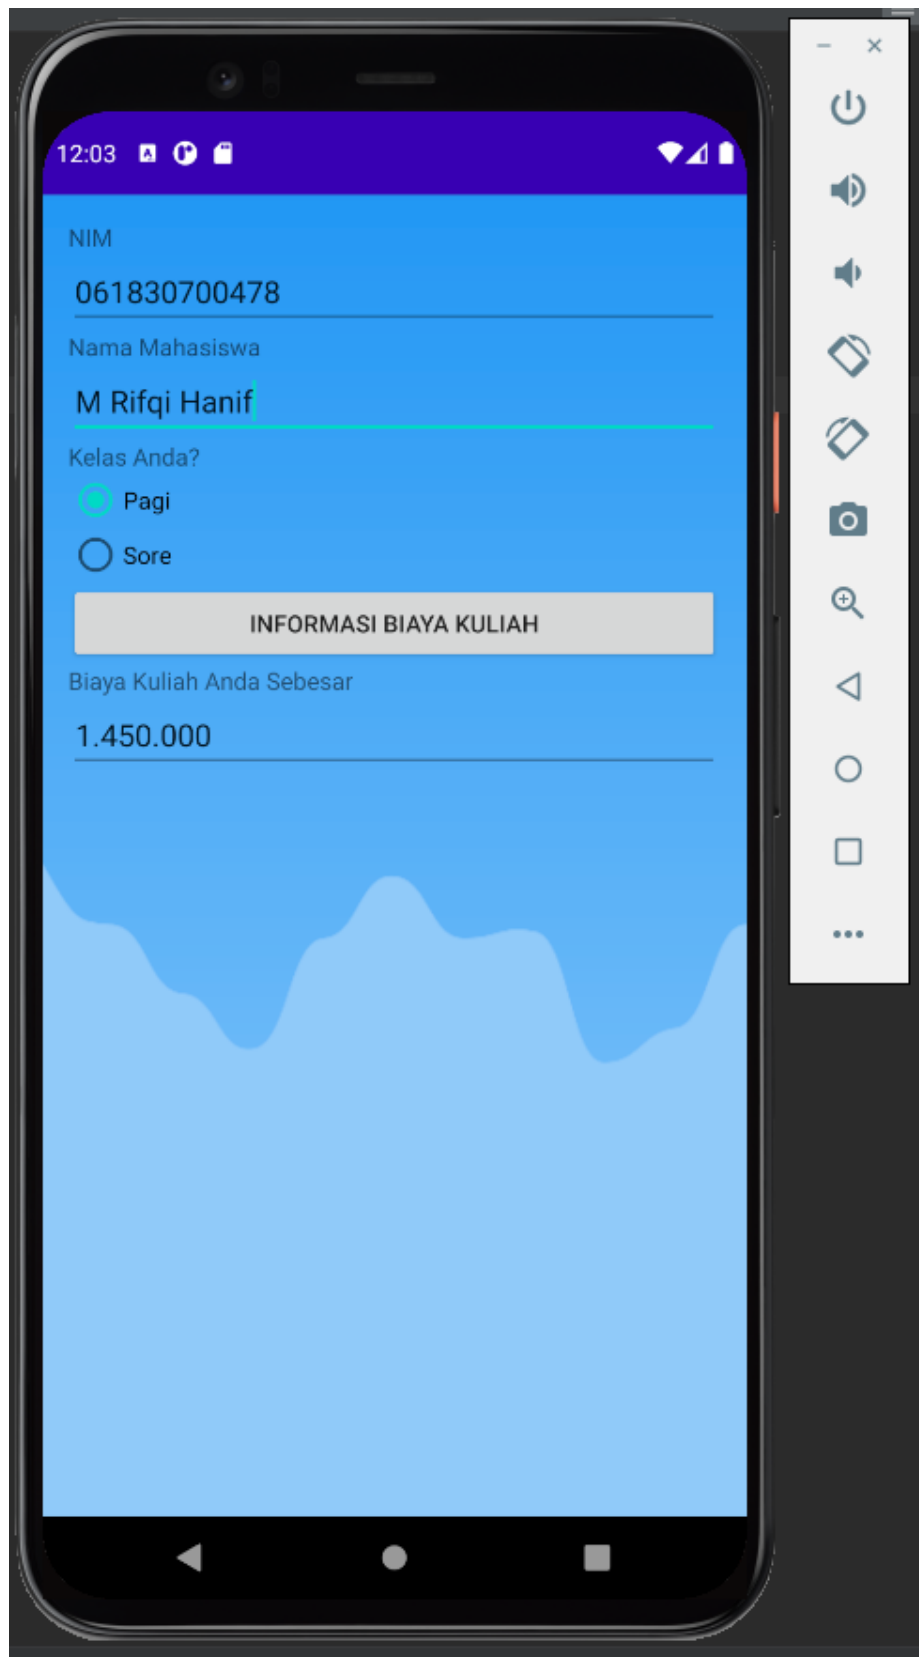 12:03
NIM
061830700478
Nama Mahasiswa
M Rifqi Hanif
Kelas Anda?
Pagi
Sore
INFORMASI BIAYA KULIAH
Biaya Kuliah Anda Sebesar
1.450.000